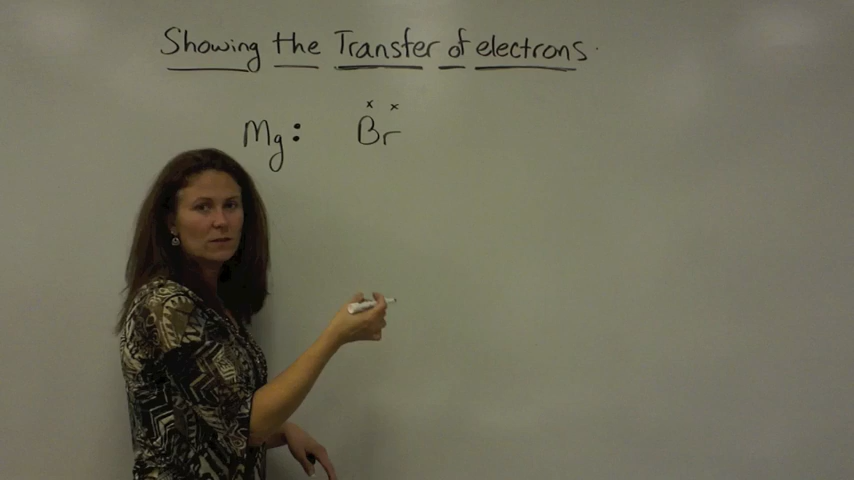 Showing the Transfer of electrons.
x x
Mg: Br